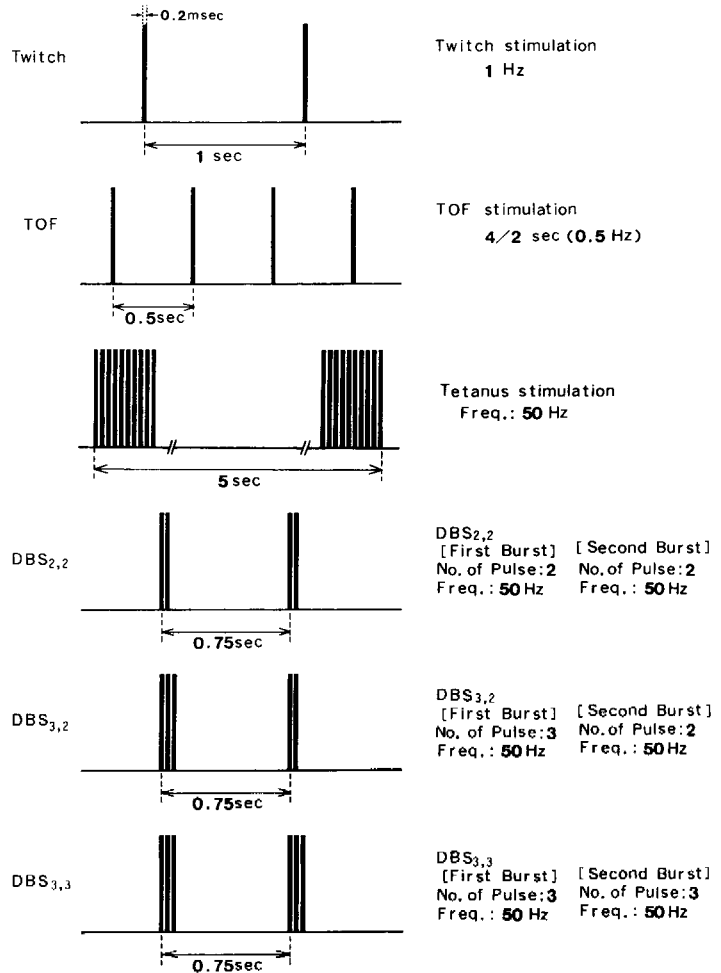 0.2msec
Twitch
Twitch stimulation
1 Hz
1 sec
TOF
TOF stimulation
4/2 sec (0.5 Hz)
0.5sec
Tetanus stimulation
Freq.: 50 Hz
5sec
DBS2,2
DBS2,2
[First Burst] [Second Burst]
No. of Pulse:2 No. of Pulse:2
Freq.: 50 Hz Freq.: 50 Hz
0.75sec
DBS3,2
DBS3,2
[First Burst] [Second Burst]
No. of Pulse:3 No. of Pulse:2
Freq.: 50 Hz Freq.: 50 Hz
0.75sec
DBS3,3
DBS3,3
[First Burst] [Second Burst]
No. of Pulse:3 No. of Pulse:3
Freq.: 50 Hz Freq.: 50 Hz
0.75sec